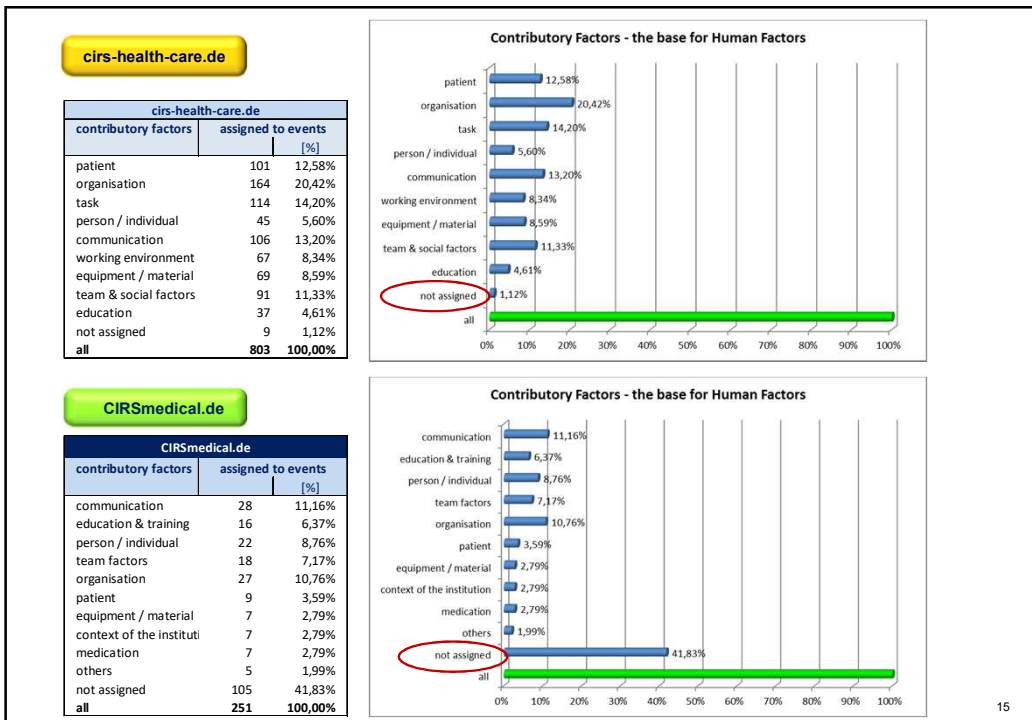 cirs-health-care.de
cirs-health-care.de
contributory factors assigned to events
[%]
patient 101 12,58%
organisation 164 20,42%
task 114 14,20%
person / individual 45 5,60%
communication 106 13,20%
working environment 67 8,34%
equipment / material 69 8,59%
team & social factors 91 11,33%
education 37 4,61%
not assigned 9 1,12%
all 803 100,00%
Contributory Factors - the base for Human Factors
patient 12,58%
organisation 20,42%
task 14,20%
person / individual 5,60%
communication 13,20%
working environment 8,34%
equipment / material 8,59%
team & social factors 11,33%
education 4,61%
not assigned 1,12%
all
0% 10% 20% 30% 40% 50% 60% 70% 80% 90% 100%
CIRSmedical.de
CIRSmedical.de
contributory factors assigned to events
[%]
communication 28 11,16%
education & training 16 6,37%
person / individual 22 8,76%
team factors 18 7,17%
organisation 27 10,76%
patient 9 3,59%
equipment / material 7 2,79%
context of the instituti 7 2,79%
medication 7 2,79%
others 5 1,99%
not assigned 105 41,83%
all 251 100,00%
Contributory Factors - the base for Human Factors
communication 11,16%
education & training 6,37%
person / individual 8,76%
team factors 7,17%
organisation 10,76%
patient 3,59%
equipment / material 2,79%
context of the institution 2,79%
medication 2,79%
others 1,99%
not assigned 41,83%
all
0% 10% 20% 30% 40% 50% 60% 70% 80% 90% 100%
15